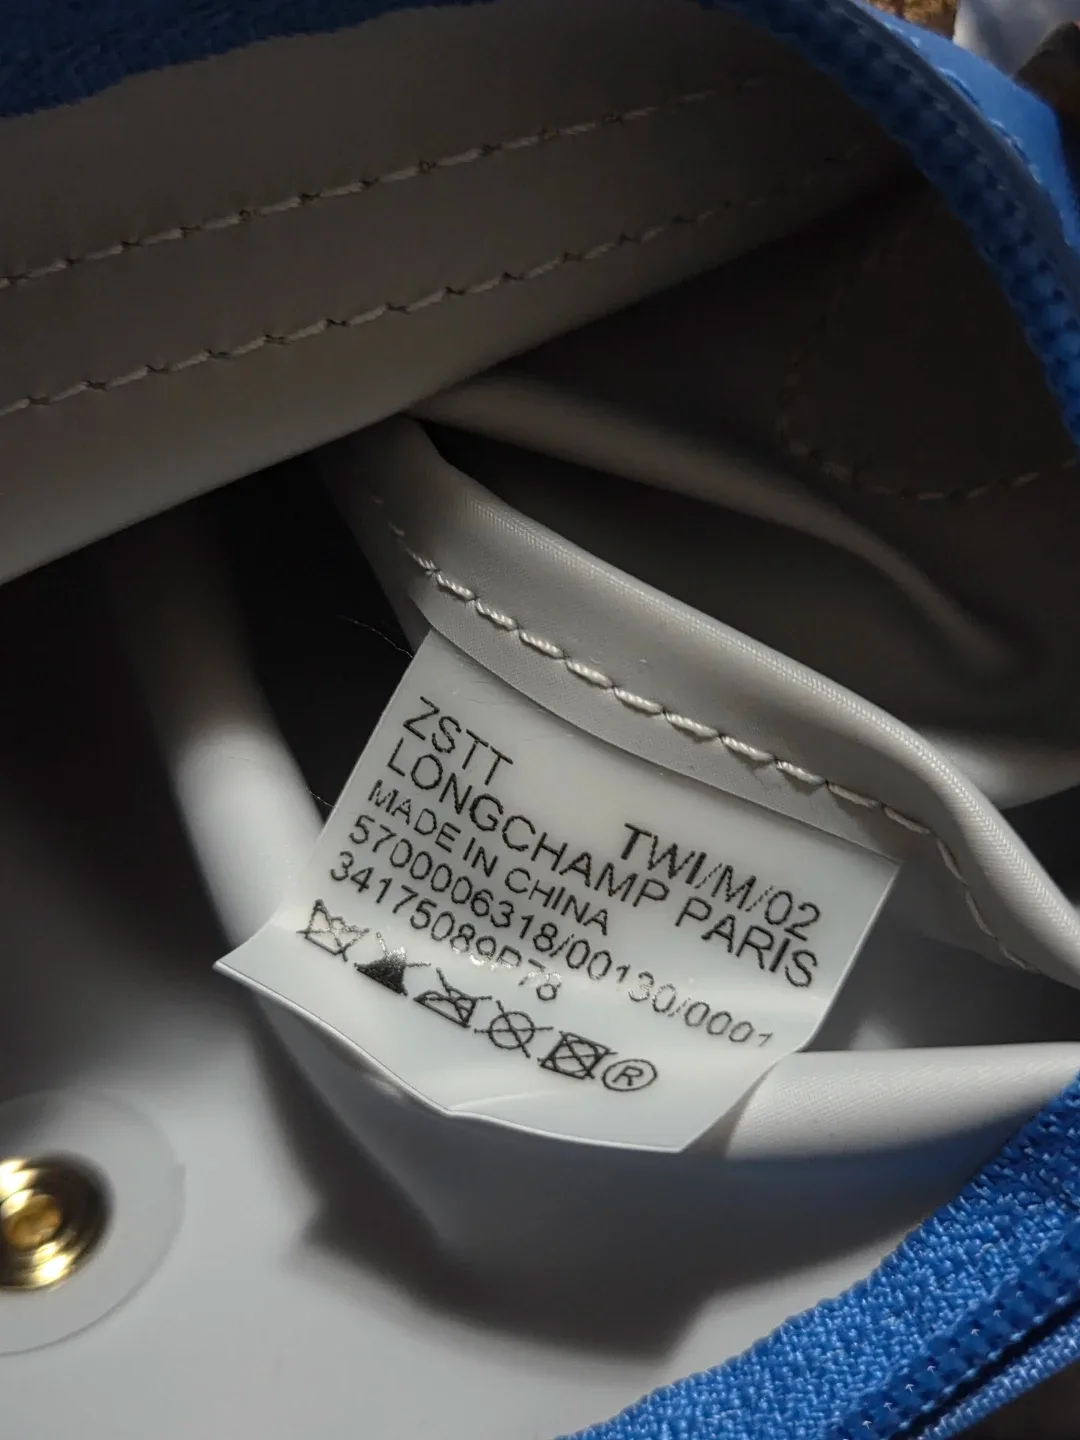 ZSTT TWI/M/02
LONGCHAMP PARIS
MADE IN CHINA
5700006318/00130/0001
34175089P78
®